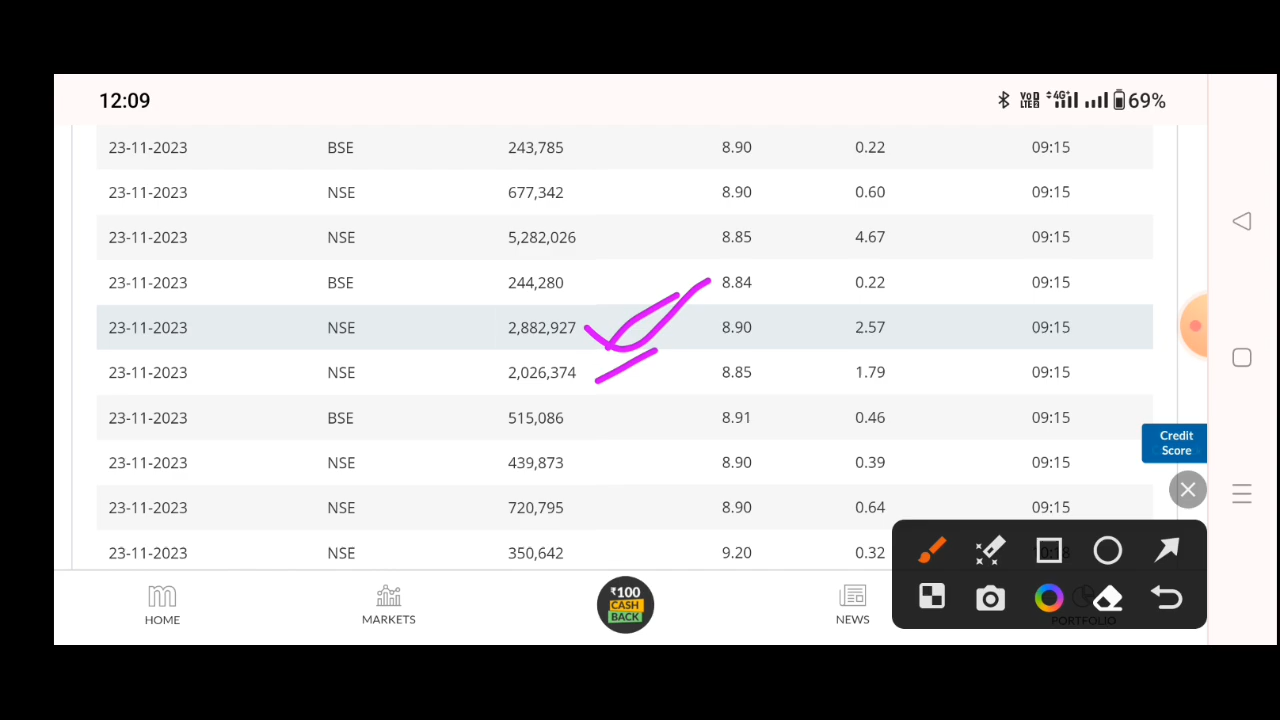 12:09 VoD LTE 4G+ 69%
23-11-2023 BSE 243,785 8.90 0.22 09:15
23-11-2023 NSE 677,342 8.90 0.60 09:15
23-11-2023 NSE 5,282,026 8.85 4.67 09:15
23-11-2023 BSE 244,280 8.84 0.22 09:15
23-11-2023 NSE 2,882,927 8.90 2.57 09:15
23-11-2023 NSE 2,026,374 8.85 1.79 09:15
23-11-2023 BSE 515,086 8.91 0.46 09:15
Credit
Score
23-11-2023 NSE 439,873 8.90 0.39 09:15
23-11-2023 NSE 720,795 8.90 0.64 09:15
23-11-2023 NSE 350,642 9.20 0.32
₹100
CASH
BACK
HOME MARKETS NEWS PORTFOLIO